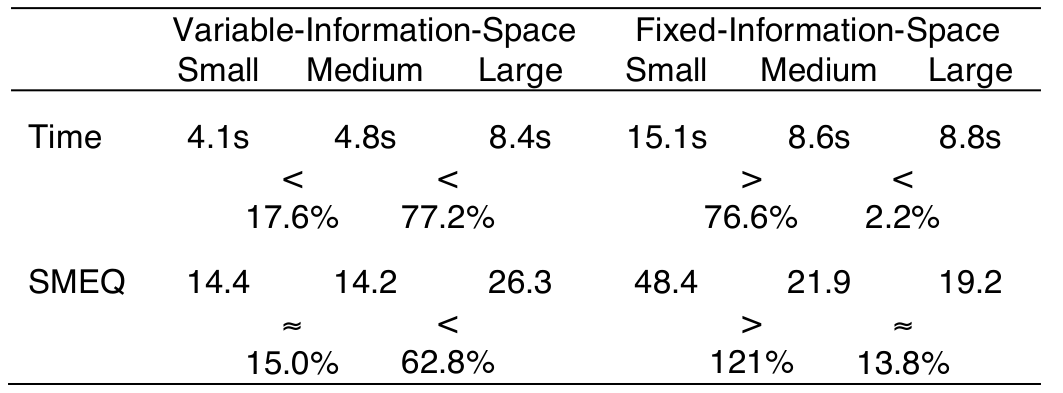 Variable-Information-Space Fixed-Information-Space
Small Medium Large Small Medium Large
Time 4.1s 4.8s 8.4s 15.1s 8.6s 8.8s
< < > <
17.6% 77.2% 76.6% 2.2%
SMEQ 14.4 14.2 26.3 48.4 21.9 19.2
≈ < > ≈
15.0% 62.8% 121% 13.8%